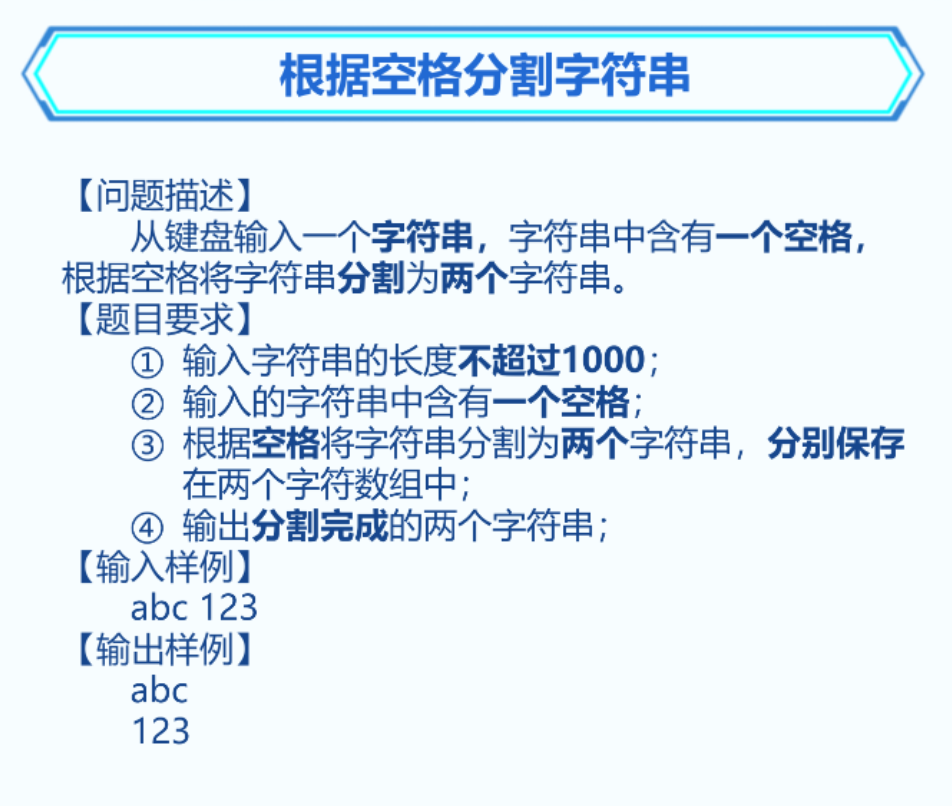 根据空格分割字符串
【问题描述】
从键盘输入一个字符串，字符串中含有一个空格，
根据空格将字符串分割为两个字符串。
【题目要求】
① 输入字符串的长度不超过1000；
② 输入的字符串中含有一个空格；
③ 根据空格将字符串分割为两个字符串，分别保存
在两个字符数组中；
④ 输出分割完成的两个字符串；
【输入样例】
abc 123
【输出样例】
abc
123